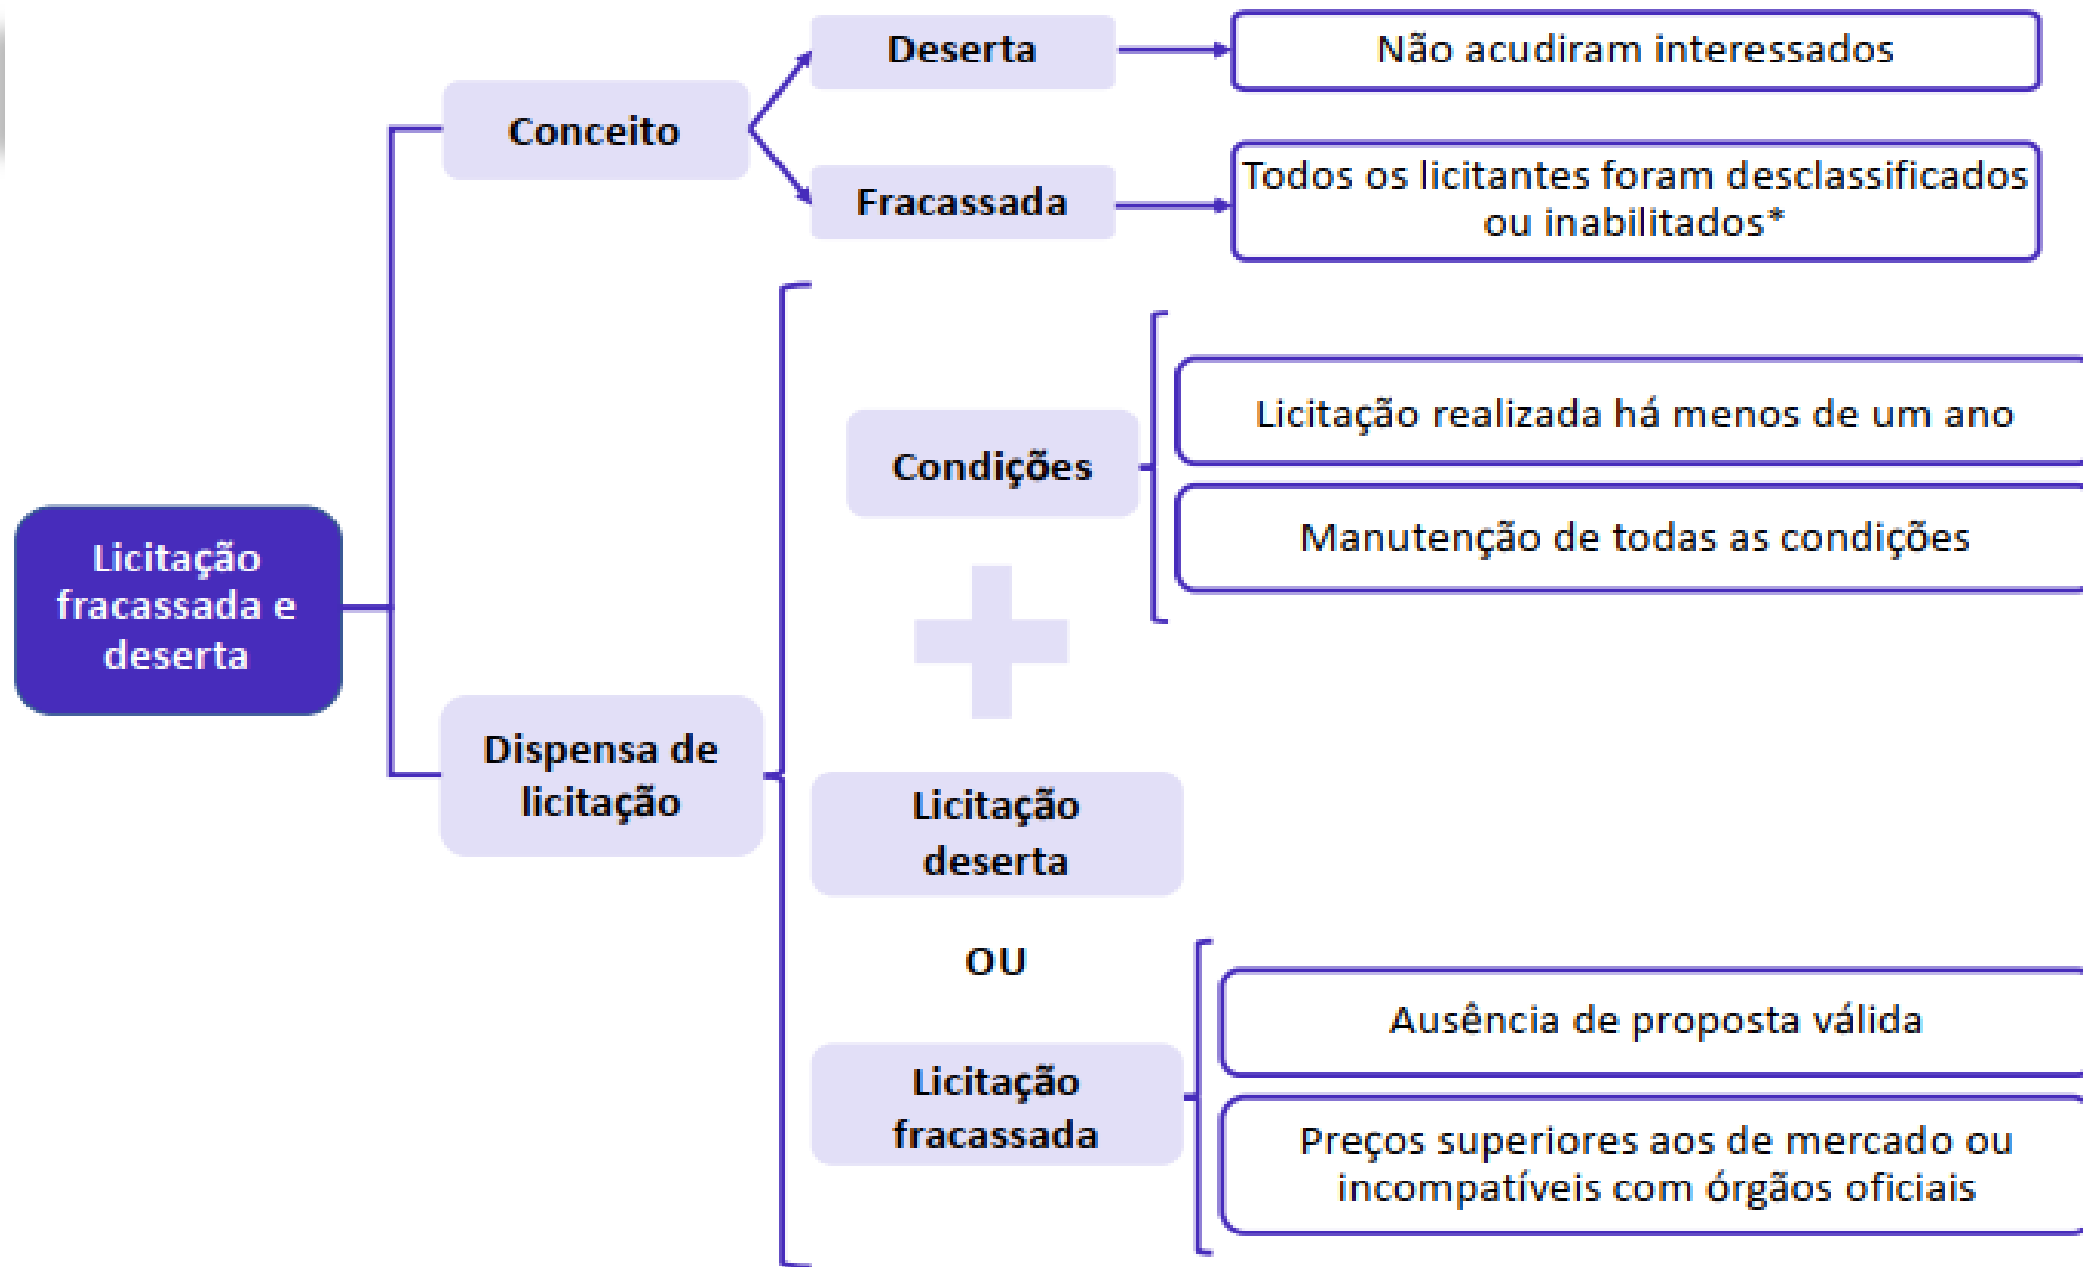 Deserta
Não acudiram interessados
Conceito
Fracassada
Todos os licitantes foram desclassificados
ou inabilitados*
Licitação
fracassada e
deserta
Dispensa de
licitação
Condições
Licitação realizada há menos de um ano
Manutenção de todas as condições
Licitação
deserta
OU
Licitação
fracassada
Ausência de proposta válida
Preços superiores aos de mercado ou
incompatíveis com órgãos oficiais